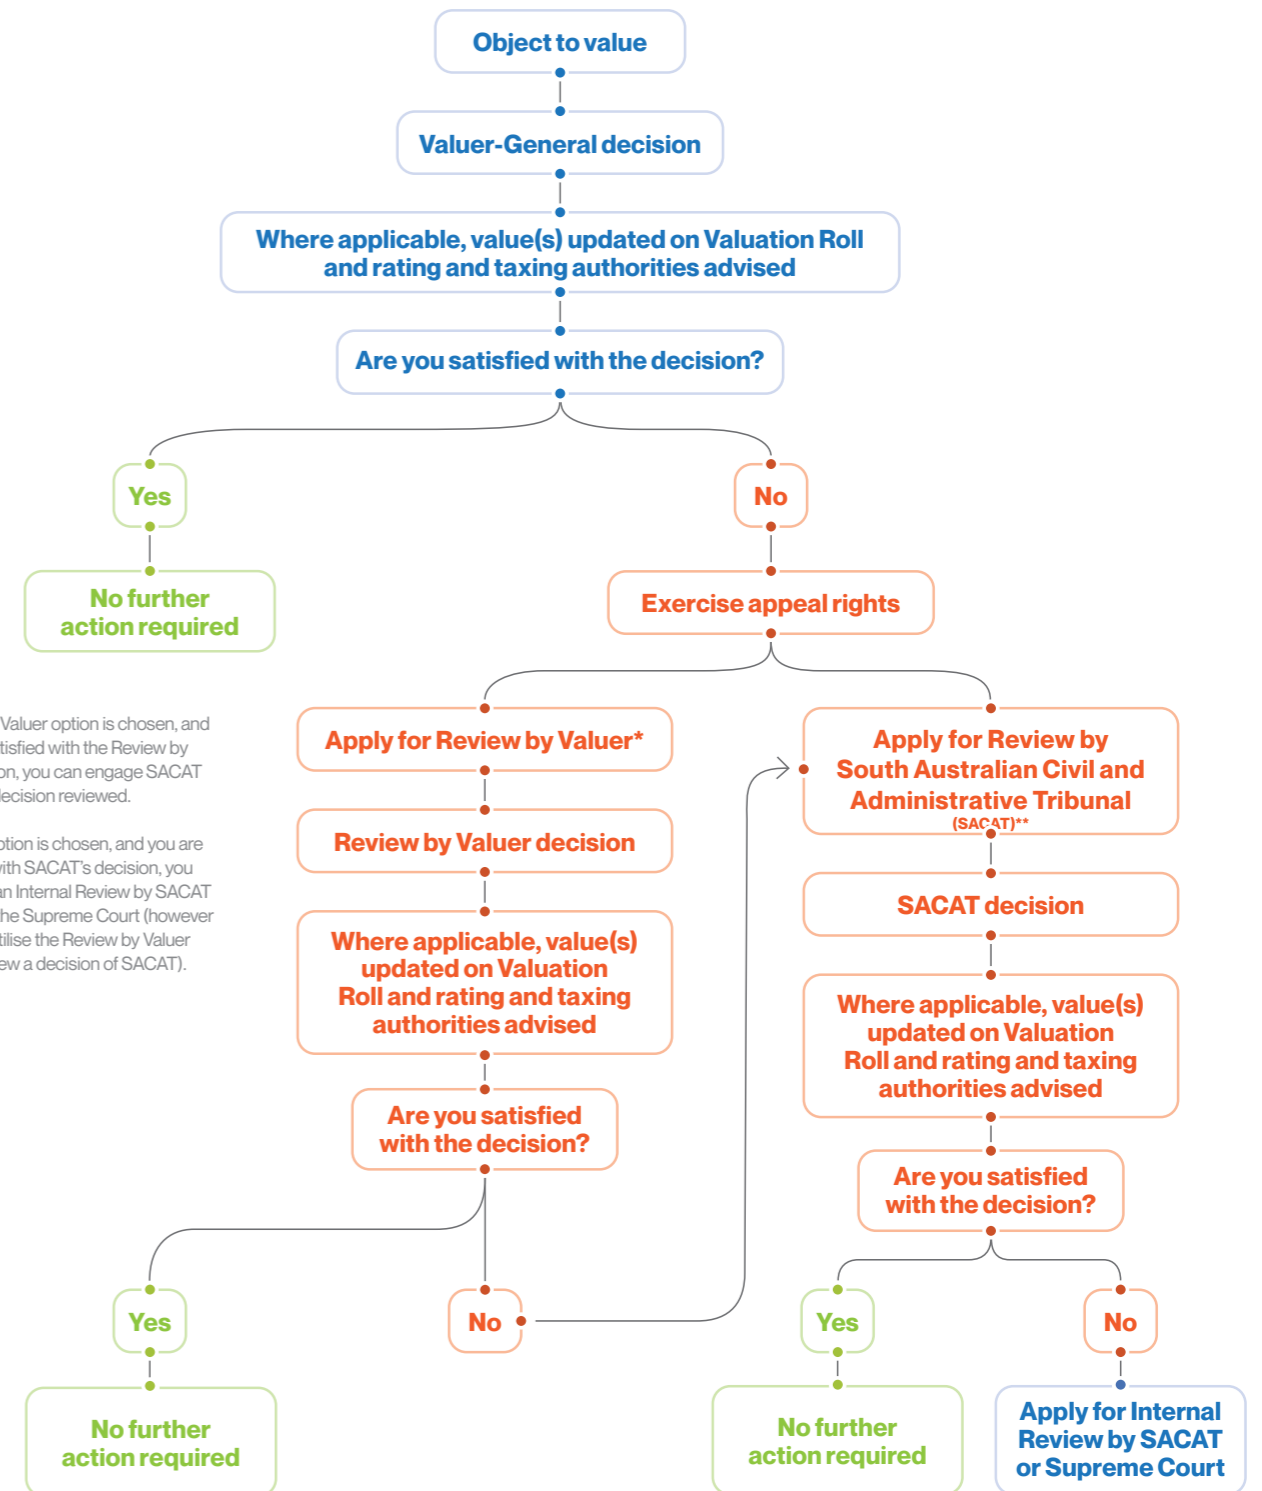 Object to value
Valuer-General decision
Where applicable, value(s) updated on Valuation Roll
and rating and taxing authorities advised
Are you satisfied with the decision?
Yes
No
No further
action required
Exercise appeal rights
Valuer option is chosen, and
tisfied with the Review by
on, you can engage SACAT
decision reviewed.
ption is chosen, and you are
with SACAT's decision, you
an Internal Review by SACAT
the Supreme Court (however
tilise the Review by Valuer
ew a decision of SACAT).
Apply for Review by Valuer*
Review by Valuer decision
Where applicable, value(s)
updated on Valuation
Roll and rating and taxing
authorities advised
Are you satisfied
with the decision?
Yes
No
No further
action required
Apply for Review by
South Australian Civil and
Administrative Tribunal
(SACAT)**
SACAT decision
Where applicable, value(s)
updated on Valuation
Roll and rating and taxing
authorities advised
Are you satisfied
with the decision?
Yes
No
No further
action required
Apply for Internal
Review by SACAT
or Supreme Court